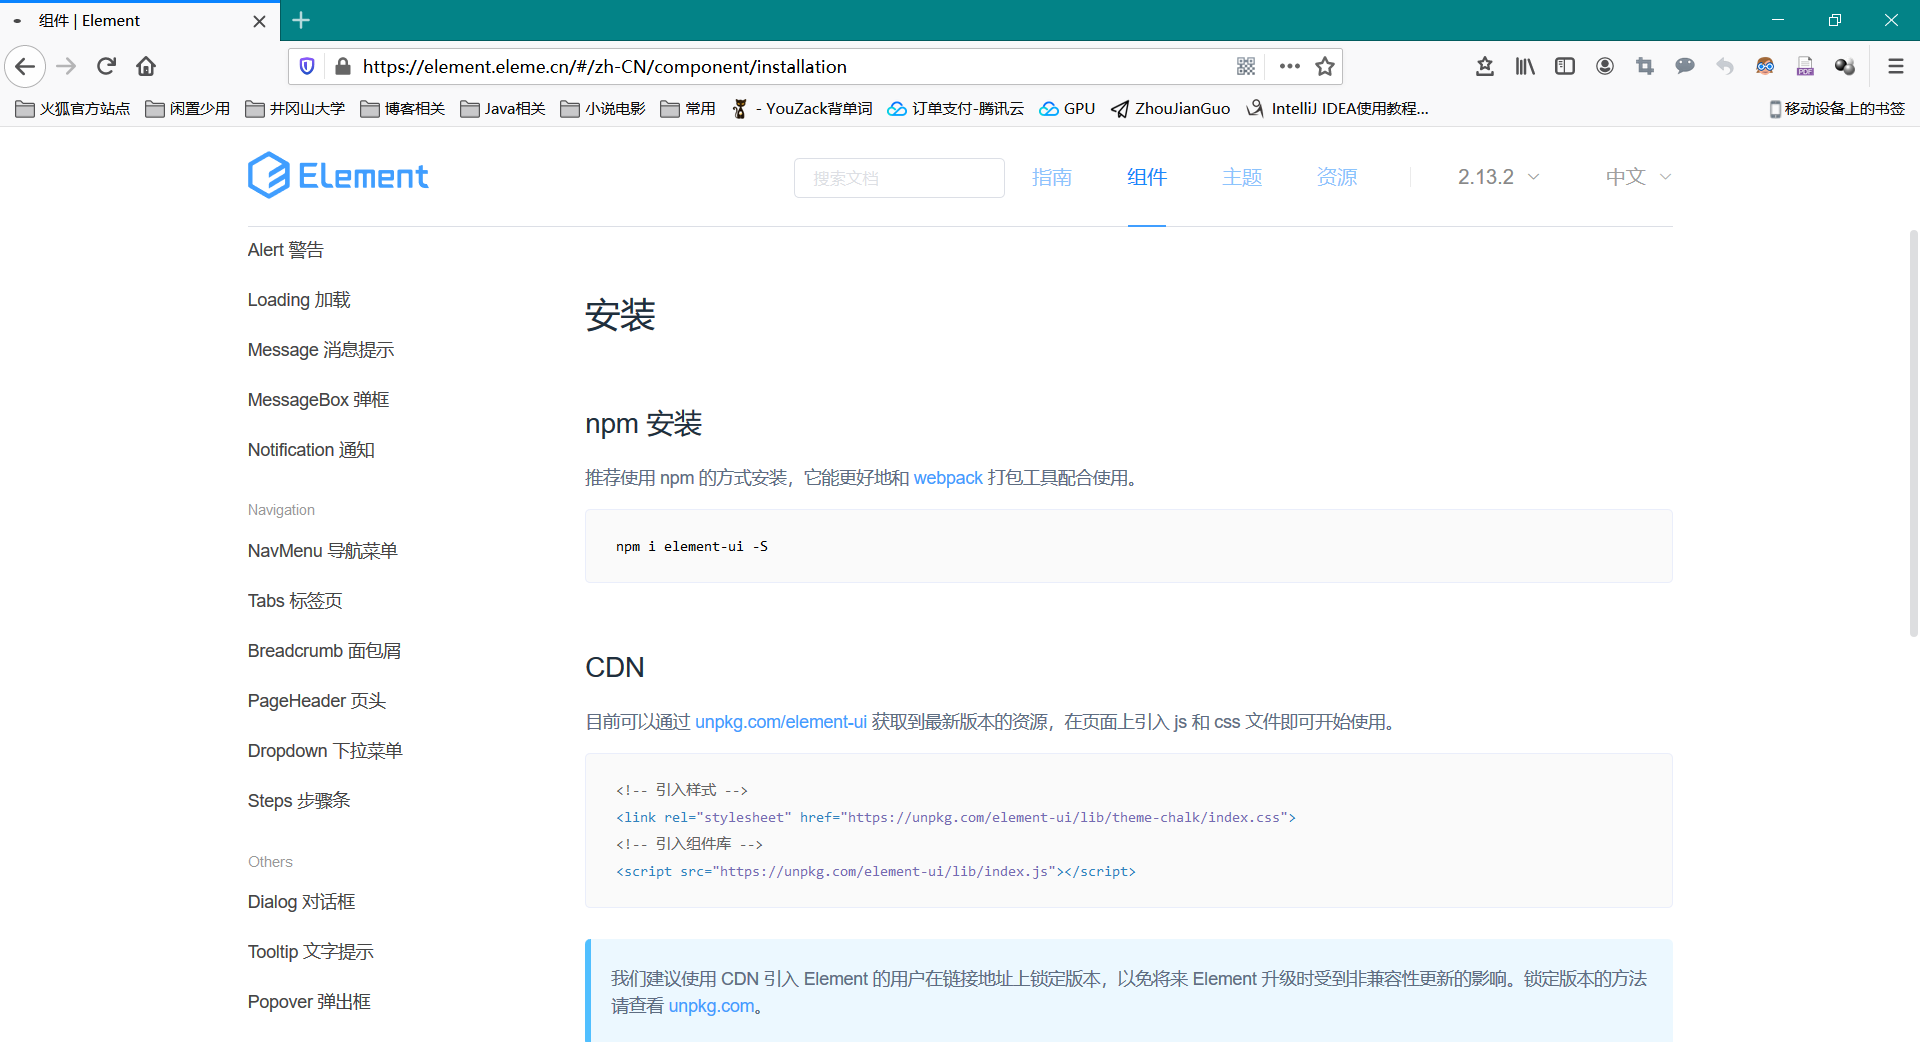 组件 | Element
https://element.eleme.cn/#/zh-CN/component/installation
火狐官方站点 闲置少用 井冈山大学 博客相关 Java相关 小说电影 常用 - YouZack背单词 订单支付-腾讯云 GPU ZhouJianGuo IntelliJ IDEA使用教程... 移动设备上的书签
Element 搜索文档 指南 组件 主题 资源 2.13.2 中文
Alert 警告
Loading 加载
Message 消息提示
MessageBox 弹框
Notification 通知
Navigation
NavMenu 导航菜单
Tabs 标签页
Breadcrumb 面包屑
PageHeader 页头
Dropdown 下拉菜单
Steps 步骤条
Others
Dialog 对话框
Tooltip 文字提示
Popover 弹出框
安装
npm 安装
推荐使用 npm 的方式安装，它能更好地和 webpack 打包工具配合使用。
npm i element-ui -S
CDN
目前可以通过 unpkg.com/element-ui 获取到最新版本的资源，在页面上引入 js 和 css 文件即可开始使用。
<!-- 引入样式 -->
<link rel="stylesheet" href="https://unpkg.com/element-ui/lib/theme-chalk/index.css">
<!-- 引入组件库 -->
<script src="https://unpkg.com/element-ui/lib/index.js"></script>
我们建议使用 CDN 引入 Element 的用户在链接地址上锁定版本，以免将来 Element 升级时受到非兼容性更新的影响。锁定版本的方法
请查看 unpkg.com。